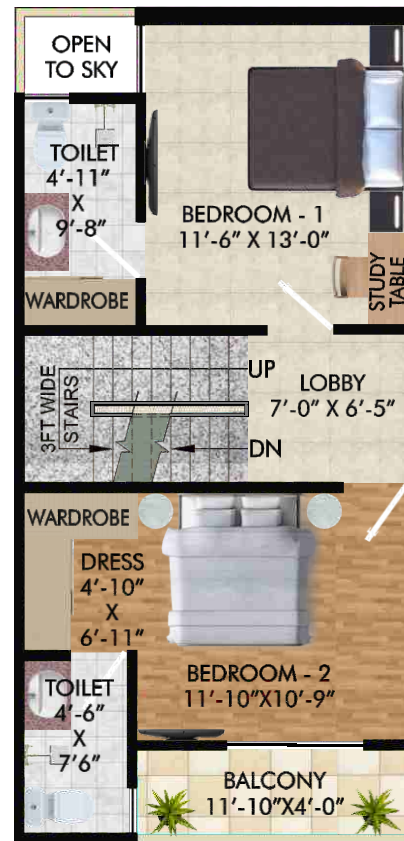 OPEN
TO SKY
TOILET
4'-11"
X
9'-8"
BEDROOM - 1
11'-6" X 13'-0"
STUDY
TABLE
WARDROBE
3FT WIDE
STAIRS
UP
LOBBY
7'-0" X 6'-5"
DN
WARDROBE
DRESS
4'-10"
X
6'-11"
BEDROOM - 2
11'-10"X10'-9"
TOILET
4'-6"
X
7'6"
BALCONY
11'-10"X4'-0"